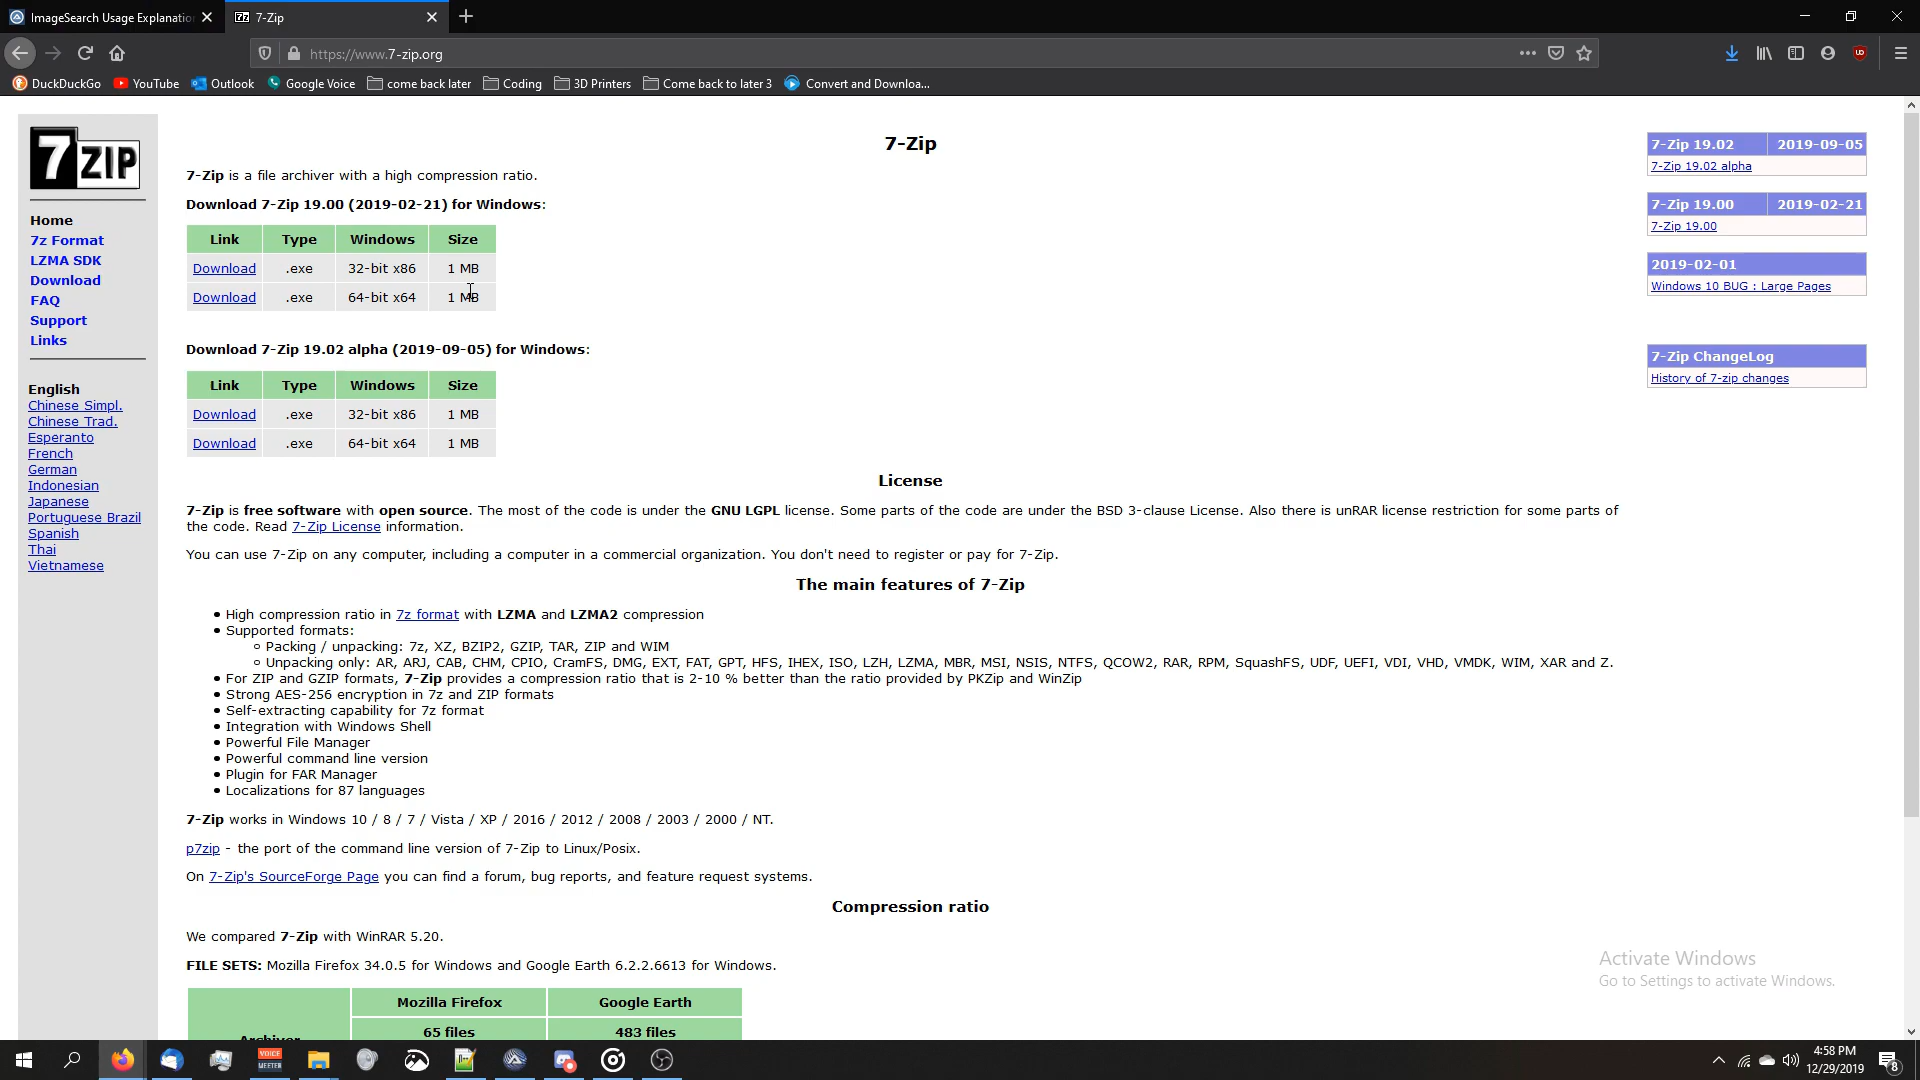 ImageSearch Usage Explanation
7-Zip
https://www.7-zip.org
DuckDuckGo YouTube Outlook Google Voice come back later Coding 3D Printers Come back to later 3 Convert and Downloa...
7 ZIP
Home
7z Format
LZMA SDK
Download
FAQ
Support
Links
English
Chinese Simpl.
Chinese Trad.
Esperanto
French
German
Indonesian
Japanese
Portuguese Brazil
Spanish
Thai
Vietnamese
7-Zip
7-Zip is a file archiver with a high compression ratio.
Download 7-Zip 19.00 (2019-02-21) for Windows:
Link Type Windows Size
Download .exe 32-bit x86 1 MB
Download .exe 64-bit x64 1 MB
Download 7-Zip 19.02 alpha (2019-09-05) for Windows:
Link Type Windows Size
Download .exe 32-bit x86 1 MB
Download .exe 64-bit x64 1 MB
License
7-Zip is free software with open source. The most of the code is under the GNU LGPL license. Some parts of the code are under the BSD 3-clause License. Also there is unRAR license restriction for some parts of
the code. Read 7-Zip License information.
You can use 7-Zip on any computer, including a computer in a commercial organization. You don't need to register or pay for 7-Zip.
The main features of 7-Zip
• High compression ratio in 7z format with LZMA and LZMA2 compression
• Supported formats:
Packing / unpacking: 7z, XZ, BZIP2, GZIP, TAR, ZIP and WIM
Unpacking only: AR, ARJ, CAB, CHM, CPIO, CramFS, DMG, EXT, FAT, GPT, HFS, IHEX, ISO, LZH, LZMA, MBR, MSI, NSIS, NTFS, QCOW2, RAR, RPM, SquashFS, UDF, UEFI, VDI, VHD, VMDK, WIM, XAR and Z.
• For ZIP and GZIP formats, 7-Zip provides a compression ratio that is 2-10 % better than the ratio provided by PKZip and WinZip
• Strong AES-256 encryption in 7z and ZIP formats
• Self-extracting capability for 7z format
• Integration with Windows Shell
• Powerful File Manager
• Powerful command line version
• Plugin for FAR Manager
• Localizations for 87 languages
7-Zip works in Windows 10 / 8 / 7 / Vista / XP / 2016 / 2012 / 2008 / 2003 / 2000 / NT.
p7zip - the port of the command line version of 7-Zip to Linux/Posix.
On 7-Zip's SourceForge Page you can find a forum, bug reports, and feature request systems.
Compression ratio
We compared 7-Zip with WinRAR 5.20.
FILE SETS: Mozilla Firefox 34.0.5 for Windows and Google Earth 6.2.2.6613 for Windows.
Mozilla Firefox Google Earth
65 files 483 files
Archiver
7-Zip 19.02 2019-09-05
7-Zip 19.02 alpha
7-Zip 19.00 2019-02-21
7-Zip 19.00
2019-02-01
Windows 10 BUG : Large Pages
7-Zip ChangeLog
History of 7-zip changes
Activate Windows
Go to Settings to activate Windows.
VOICE
MEETER
4:58 PM
12/29/2019
8